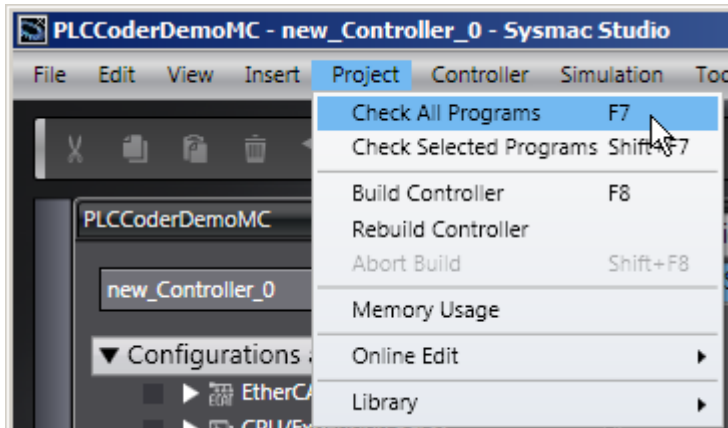 PLCCoderDemoMC - new_Controller_0 - Sysmac Studio
File Edit View Insert Project Controller Simulation
Check All Programs F7
Check Selected Programs Shift+F7
Build Controller F8
PLCCoderDemoMC
Rebuild Controller
Abort Build Shift+F8
new_Controller_0
Memory Usage
Configurations
Online Edit
Library